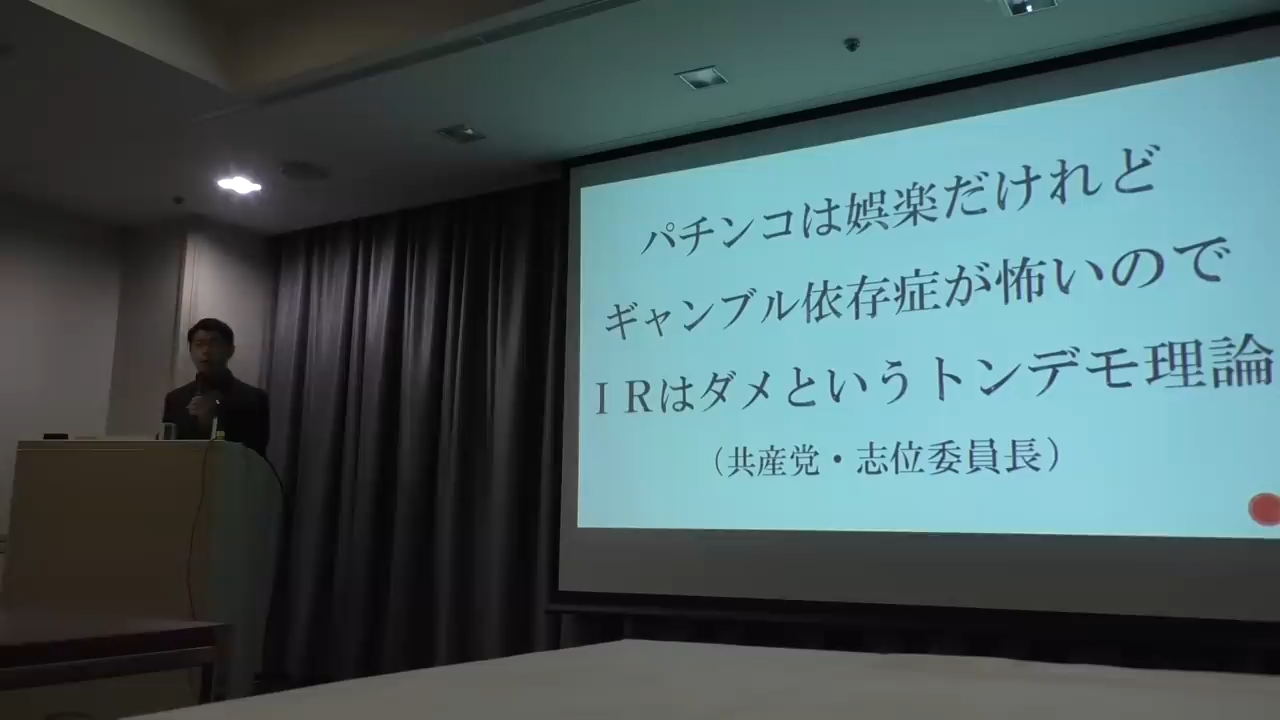 パチンコは娯楽だけれど
ギャンブル依存症が怖いので
ＩＲはダメというトンデモ理論
（共産党・志位委員長）